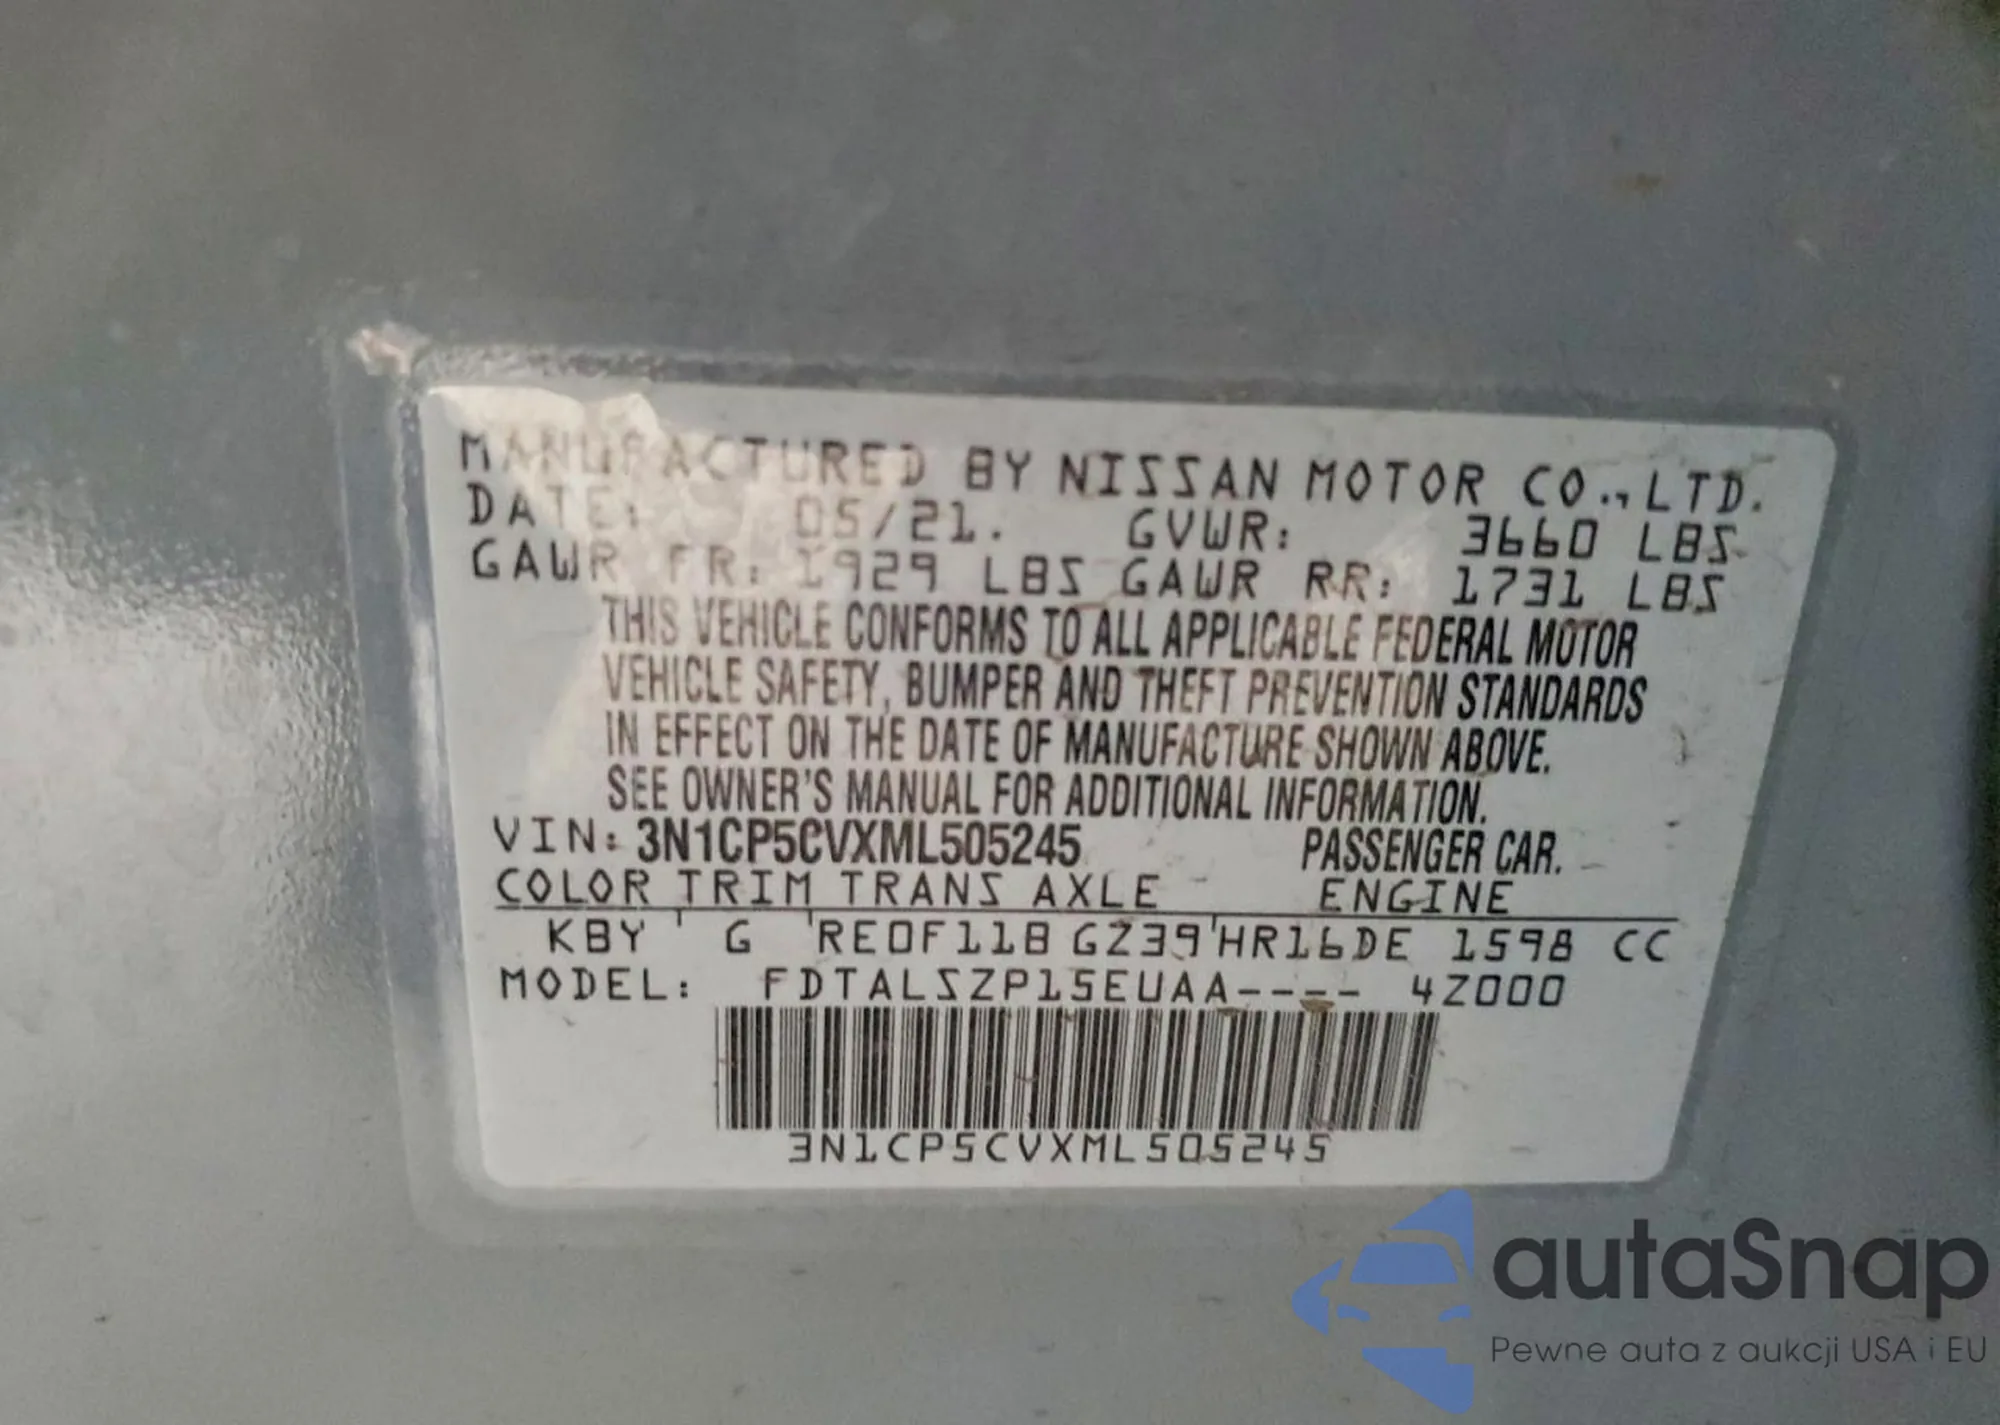 MANUFACTURED BY NISSAN MOTOR CO.,LTD.
DATE: 05/21. GVWR: 3660 LBS
GAWR FR: 1929 LBS GAWR RR: 1731 LBS
THIS VEHICLE CONFORMS TO ALL APPLICABLE FEDERAL MOTOR
VEHICLE SAFETY, BUMPER AND THEFT PREVENTION STANDARDS
IN EFFECT ON THE DATE OF MANUFACTURE SHOWN ABOVE.
SEE OWNER'S MANUAL FOR ADDITIONAL INFORMATION.
VIN: 3N1CP5CVXML505245 PASSENGER CAR.
COLOR TRIM TRANS AXLE ENGINE
KBY G RE0F11B GZ39 HR16DE 1598 CC
MODEL: FDTALSZP15EUAA---- 4Z000
3N1CP5CVXML505245
autaSnap
Pewne auta z aukcji USA i EU